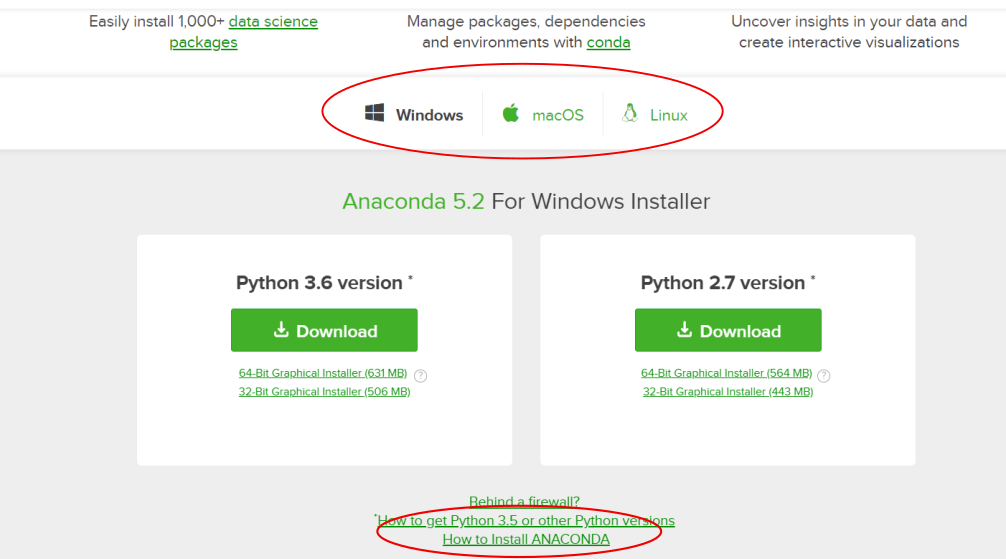 Easily install 1,000+ data science
packages
Manage packages, dependencies
and environments with conda
Uncover insights in your data and
create interactive visualizations
Windows
macOS
Linux
Anaconda 5.2 For Windows Installer
Python 3.6 version *
Download
64-Bit Graphical Installer (631 MB) ?
32-Bit Graphical Installer (506 MB)
Python 2.7 version *
Download
64-Bit Graphical Installer (564 MB) ?
32-Bit Graphical Installer (443 MB)
Behind a firewall?
*How to get Python 3.5 or other Python versions
How to Install ANACONDA